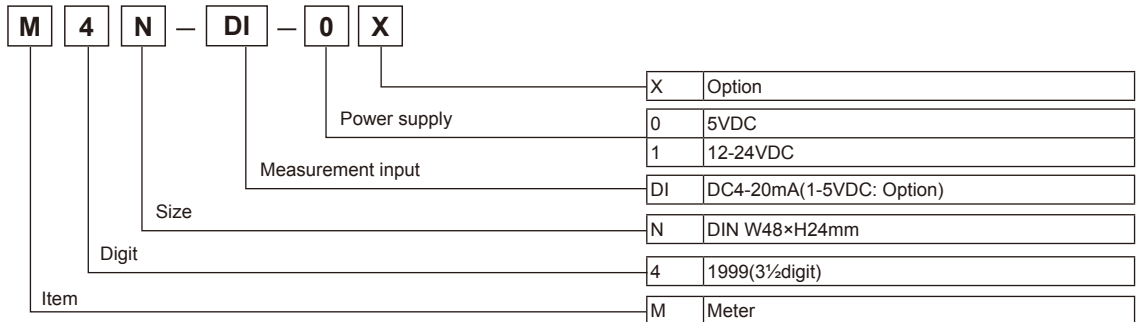 M 4 N – DI – 0 X
X Option
Power supply
0 5VDC
1 12-24VDC
Measurement input
DI DC4-20mA(1-5VDC: Option)
Size
N DIN W48×H24mm
Digit
4 1999(3½digit)
Item
M Meter